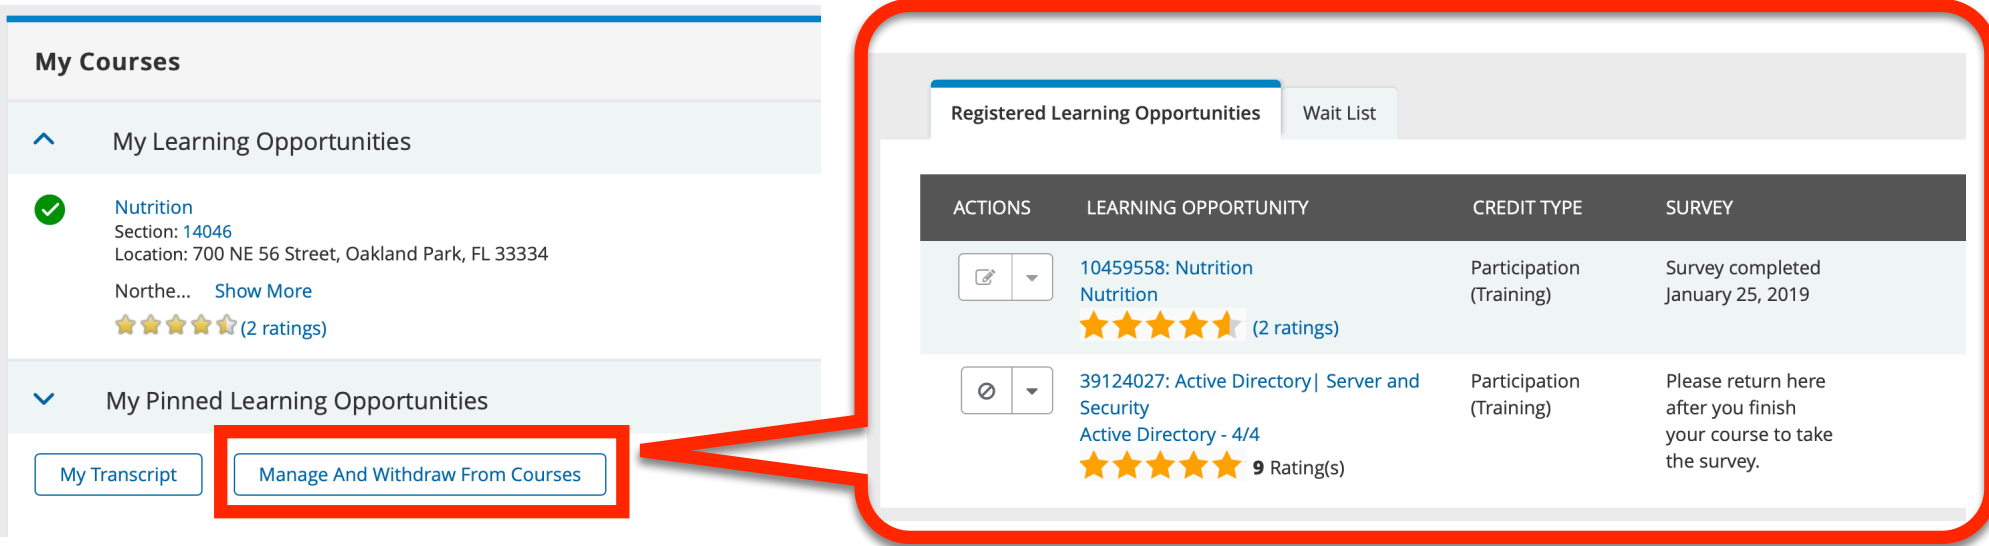 My Courses
My Learning Opportunities
Nutrition
Section: 14046
Location: 700 NE 56 Street, Oakland Park, FL 33334
Northe... Show More
(2 ratings)
My Pinned Learning Opportunities
My Transcript
Manage And Withdraw From Courses
Registered Learning Opportunities
Wait List
ACTIONS LEARNING OPPORTUNITY CREDIT TYPE SURVEY
10459558: Nutrition
Nutrition
(2 ratings)
Participation
(Training)
Survey completed
January 25, 2019
39124027: Active Directory| Server and
Security
Active Directory - 4/4
9 Rating(s)
Participation
(Training)
Please return here
after you finish
your course to take
the survey.